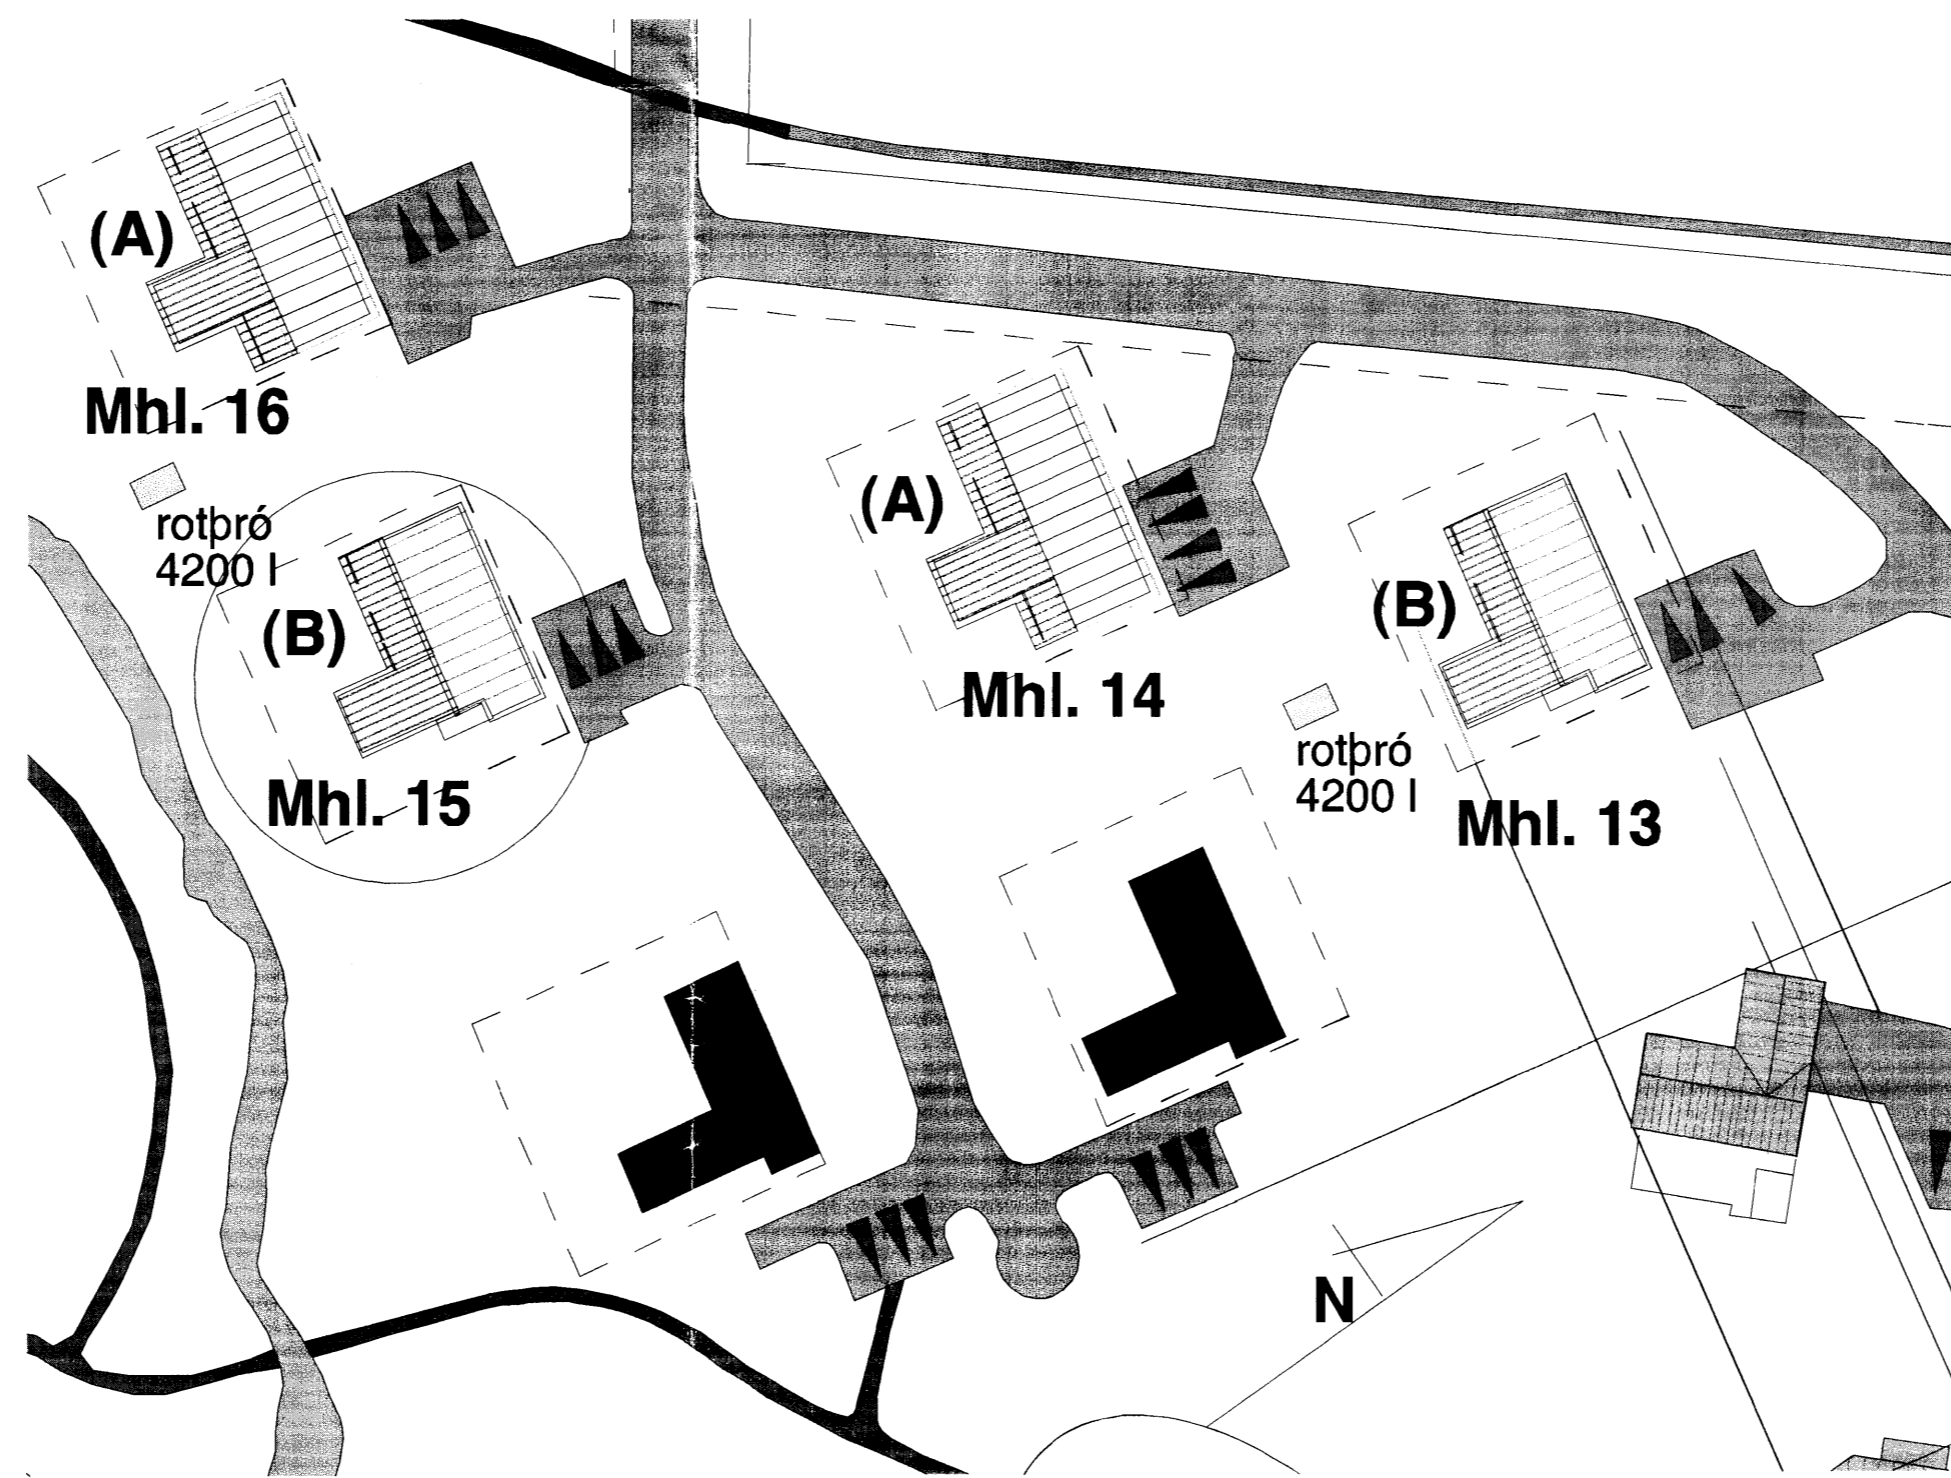 (A)
Mhl. 16
rotþró
4200 l
(B)
Mhl. 15
(A)
Mhl. 14
rotþró
4200 l
(B)
Mhl. 13
N